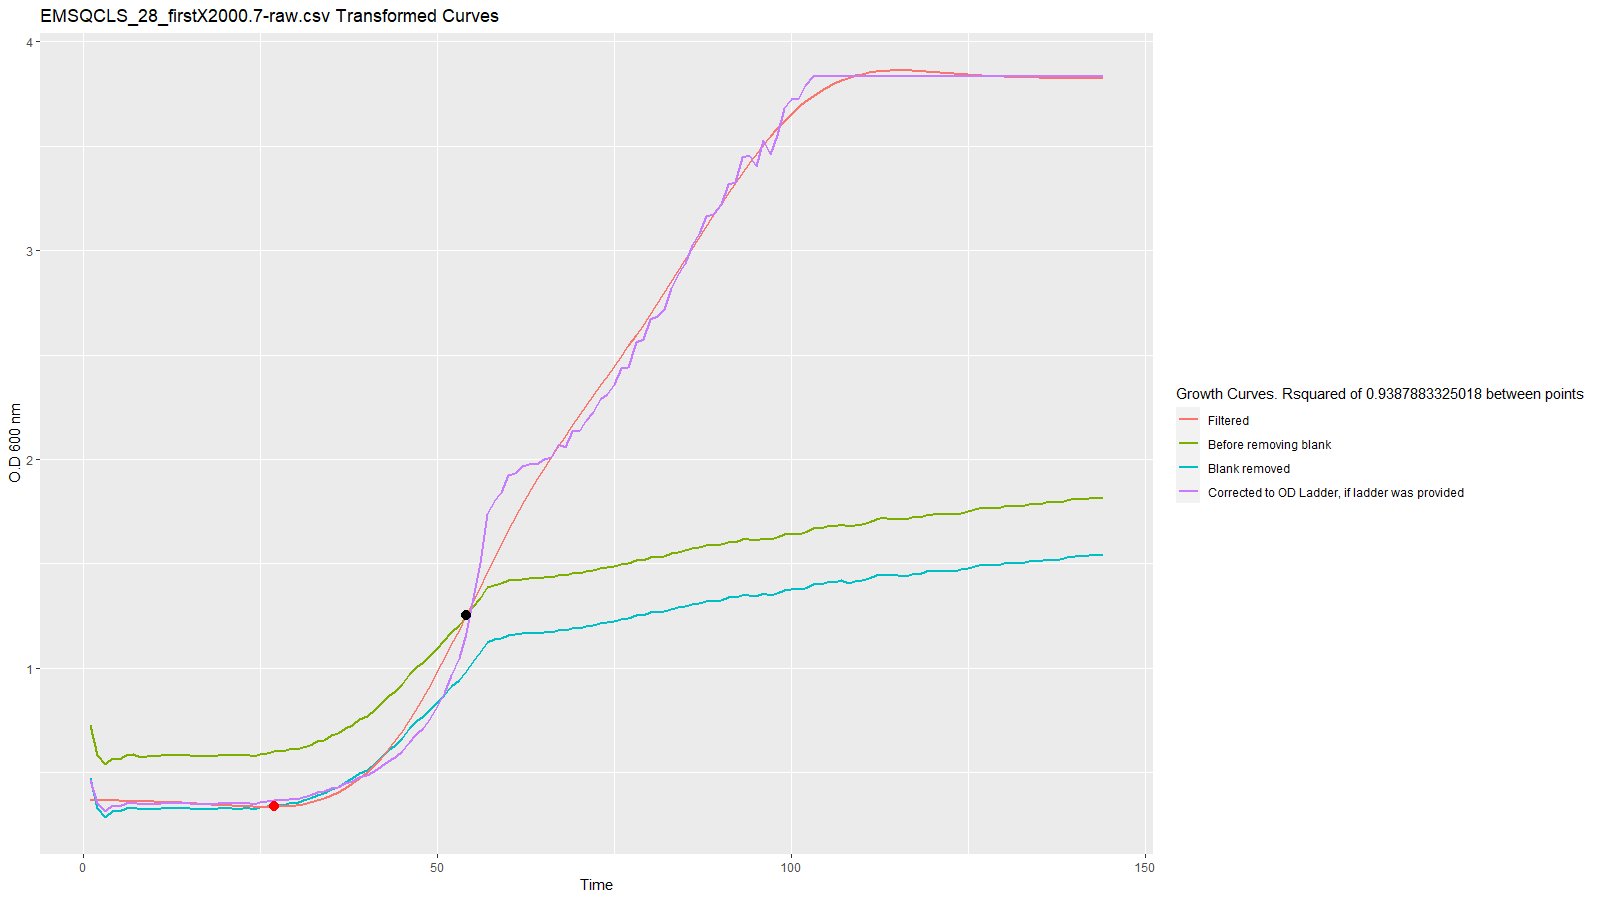 EMSQCLS_28_firstX2000.7-raw.csv Transformed Curves
4
3
2
1
O.D 600 nm
0
50
100
150
Time
Growth Curves. Rsquared of 0.9387883325018 between points
Filtered
Before removing blank
Blank removed
Corrected to OD Ladder, if ladder was provided